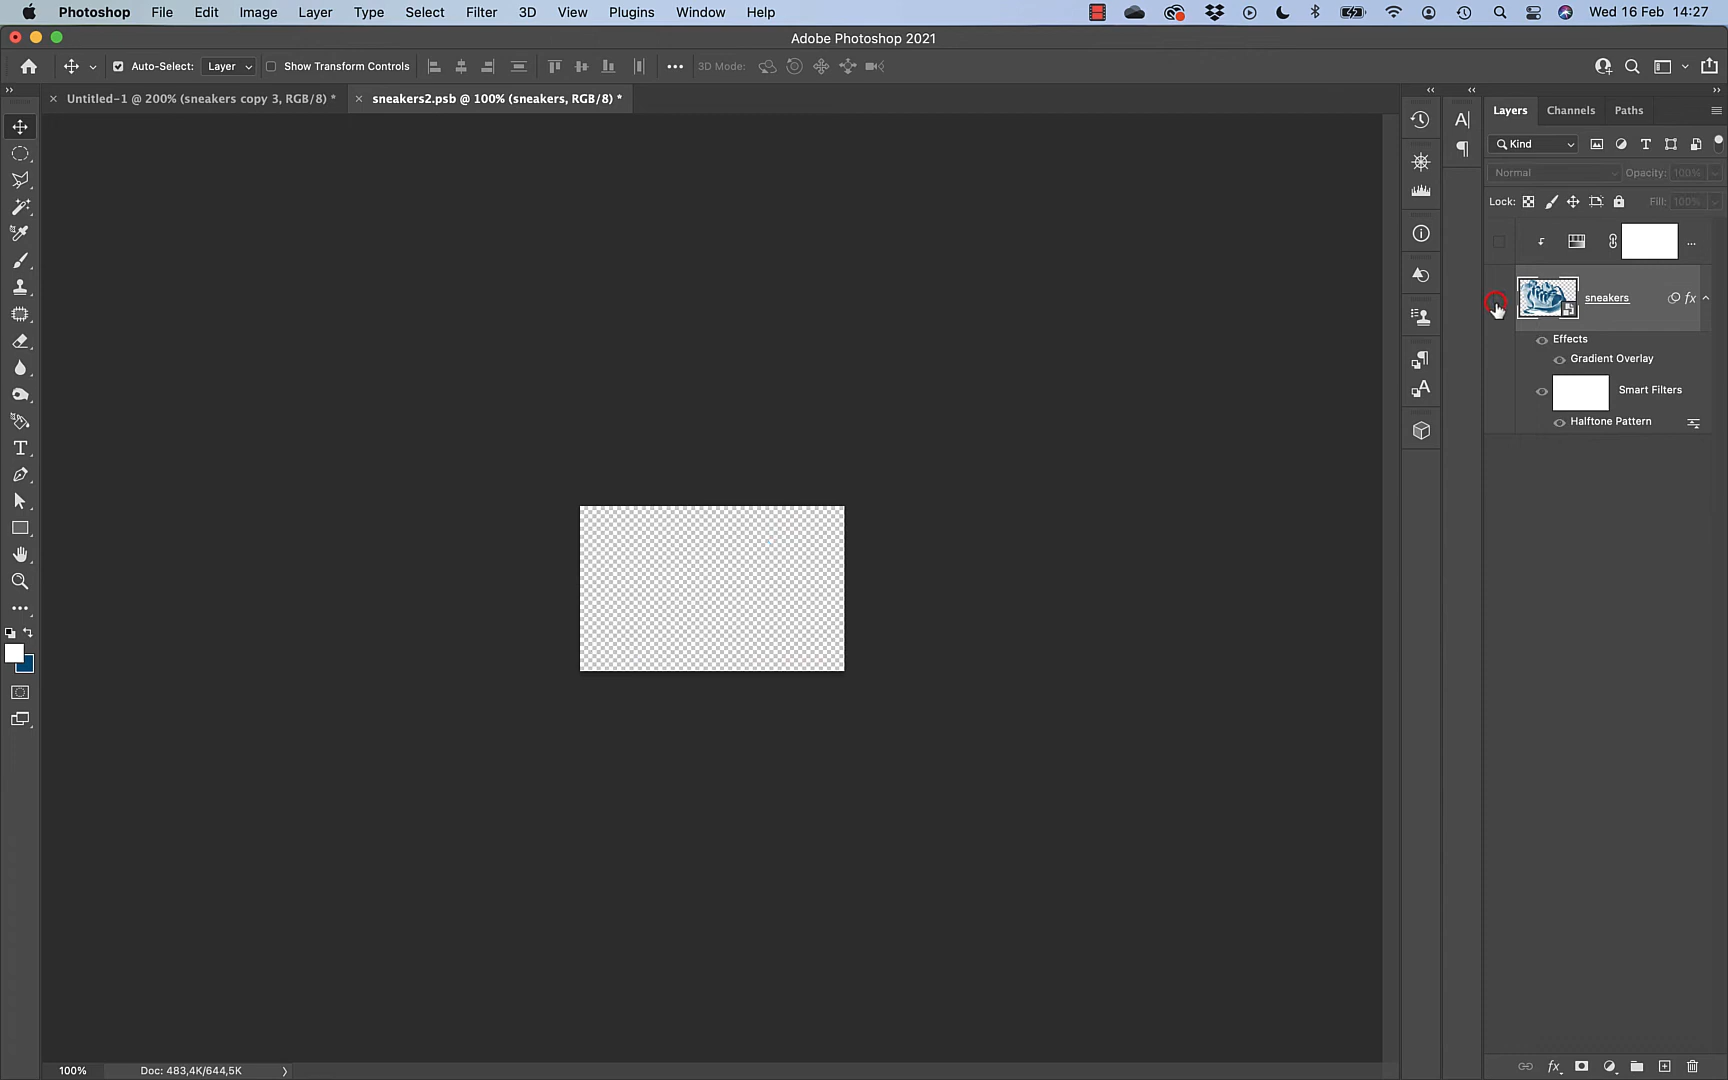 Photoshop File Edit Image Layer Type Select Filter 3D View Plugins Window Help Wed 16 Feb 14:27
Adobe Photoshop 2021
Auto-Select: Layer Show Transform Controls 3D Mode:
Untitled-1 @ 200% (sneakers copy 3, RGB/8) * sneakers2.psb @ 100% (sneakers, RGB/8) *
Layers Channels Paths
Kind
Normal Opacity: 100%
Lock: Fill: 100%
...
sneakers fx
Effects
Gradient Overlay
Smart Filters
Halftone Pattern
100% Doc: 483,4K/644,5K
fx